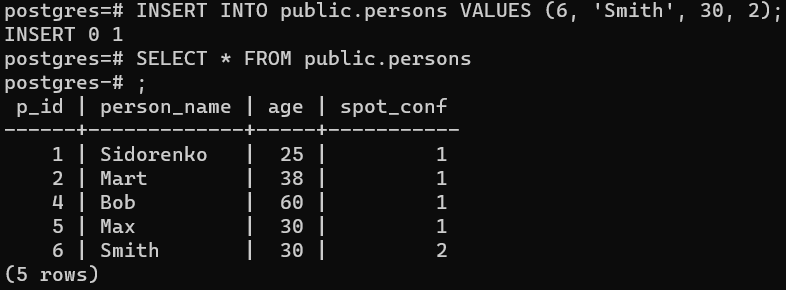 postgres=# INSERT INTO public.persons VALUES (6, 'Smith', 30, 2);
INSERT 0 1
postgres=# SELECT * FROM public.persons
postgres-# ;
 p_id | person_name | age | spot_conf
------+-------------+-----+-----------
    1 | Sidorenko   |  25 |         1
    2 | Mart        |  38 |         1
    4 | Bob         |  60 |         1
    5 | Max         |  30 |         1
    6 | Smith       |  30 |         2
(5 rows)